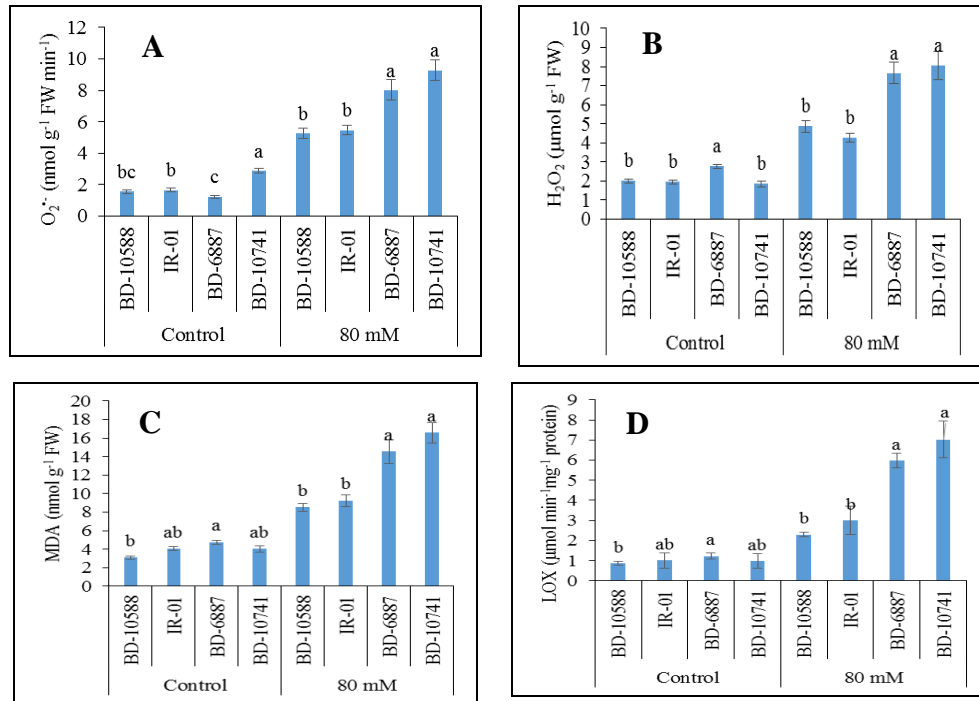 A
O₂•- (nmol g⁻¹ FW min⁻¹)
12
10
8
6
4
2
0
bc
b
c
a
b
b
a
a
BD-10588
IR-01
BD-6887
BD-10741
BD-10588
IR-01
BD-6887
BD-10741
Control
80 mM
B
H₂O₂ (µmol g⁻¹ FW)
9
8
7
6
5
4
3
2
1
0
b
b
a
b
b
b
a
a
BD-10588
IR-01
BD-6887
BD-10741
BD-10588
IR-01
BD-6887
BD-10741
Control
80 mM
C
MDA (nmol g⁻¹ FW)
20
18
16
14
12
10
8
6
4
2
0
b
ab
a
ab
b
b
a
a
BD-10588
IR-01
BD-6887
BD-10741
BD-10588
IR-01
BD-6887
BD-10741
Control
80 mM
D
LOX (µmol min⁻¹mg⁻¹ protein)
9
8
7
6
5
4
3
2
1
0
b
ab
a
ab
b
b
a
a
BD-10588
IR-01
BD-6887
BD-10741
BD-10588
IR-01
BD-6887
BD-10741
Control
80 mM